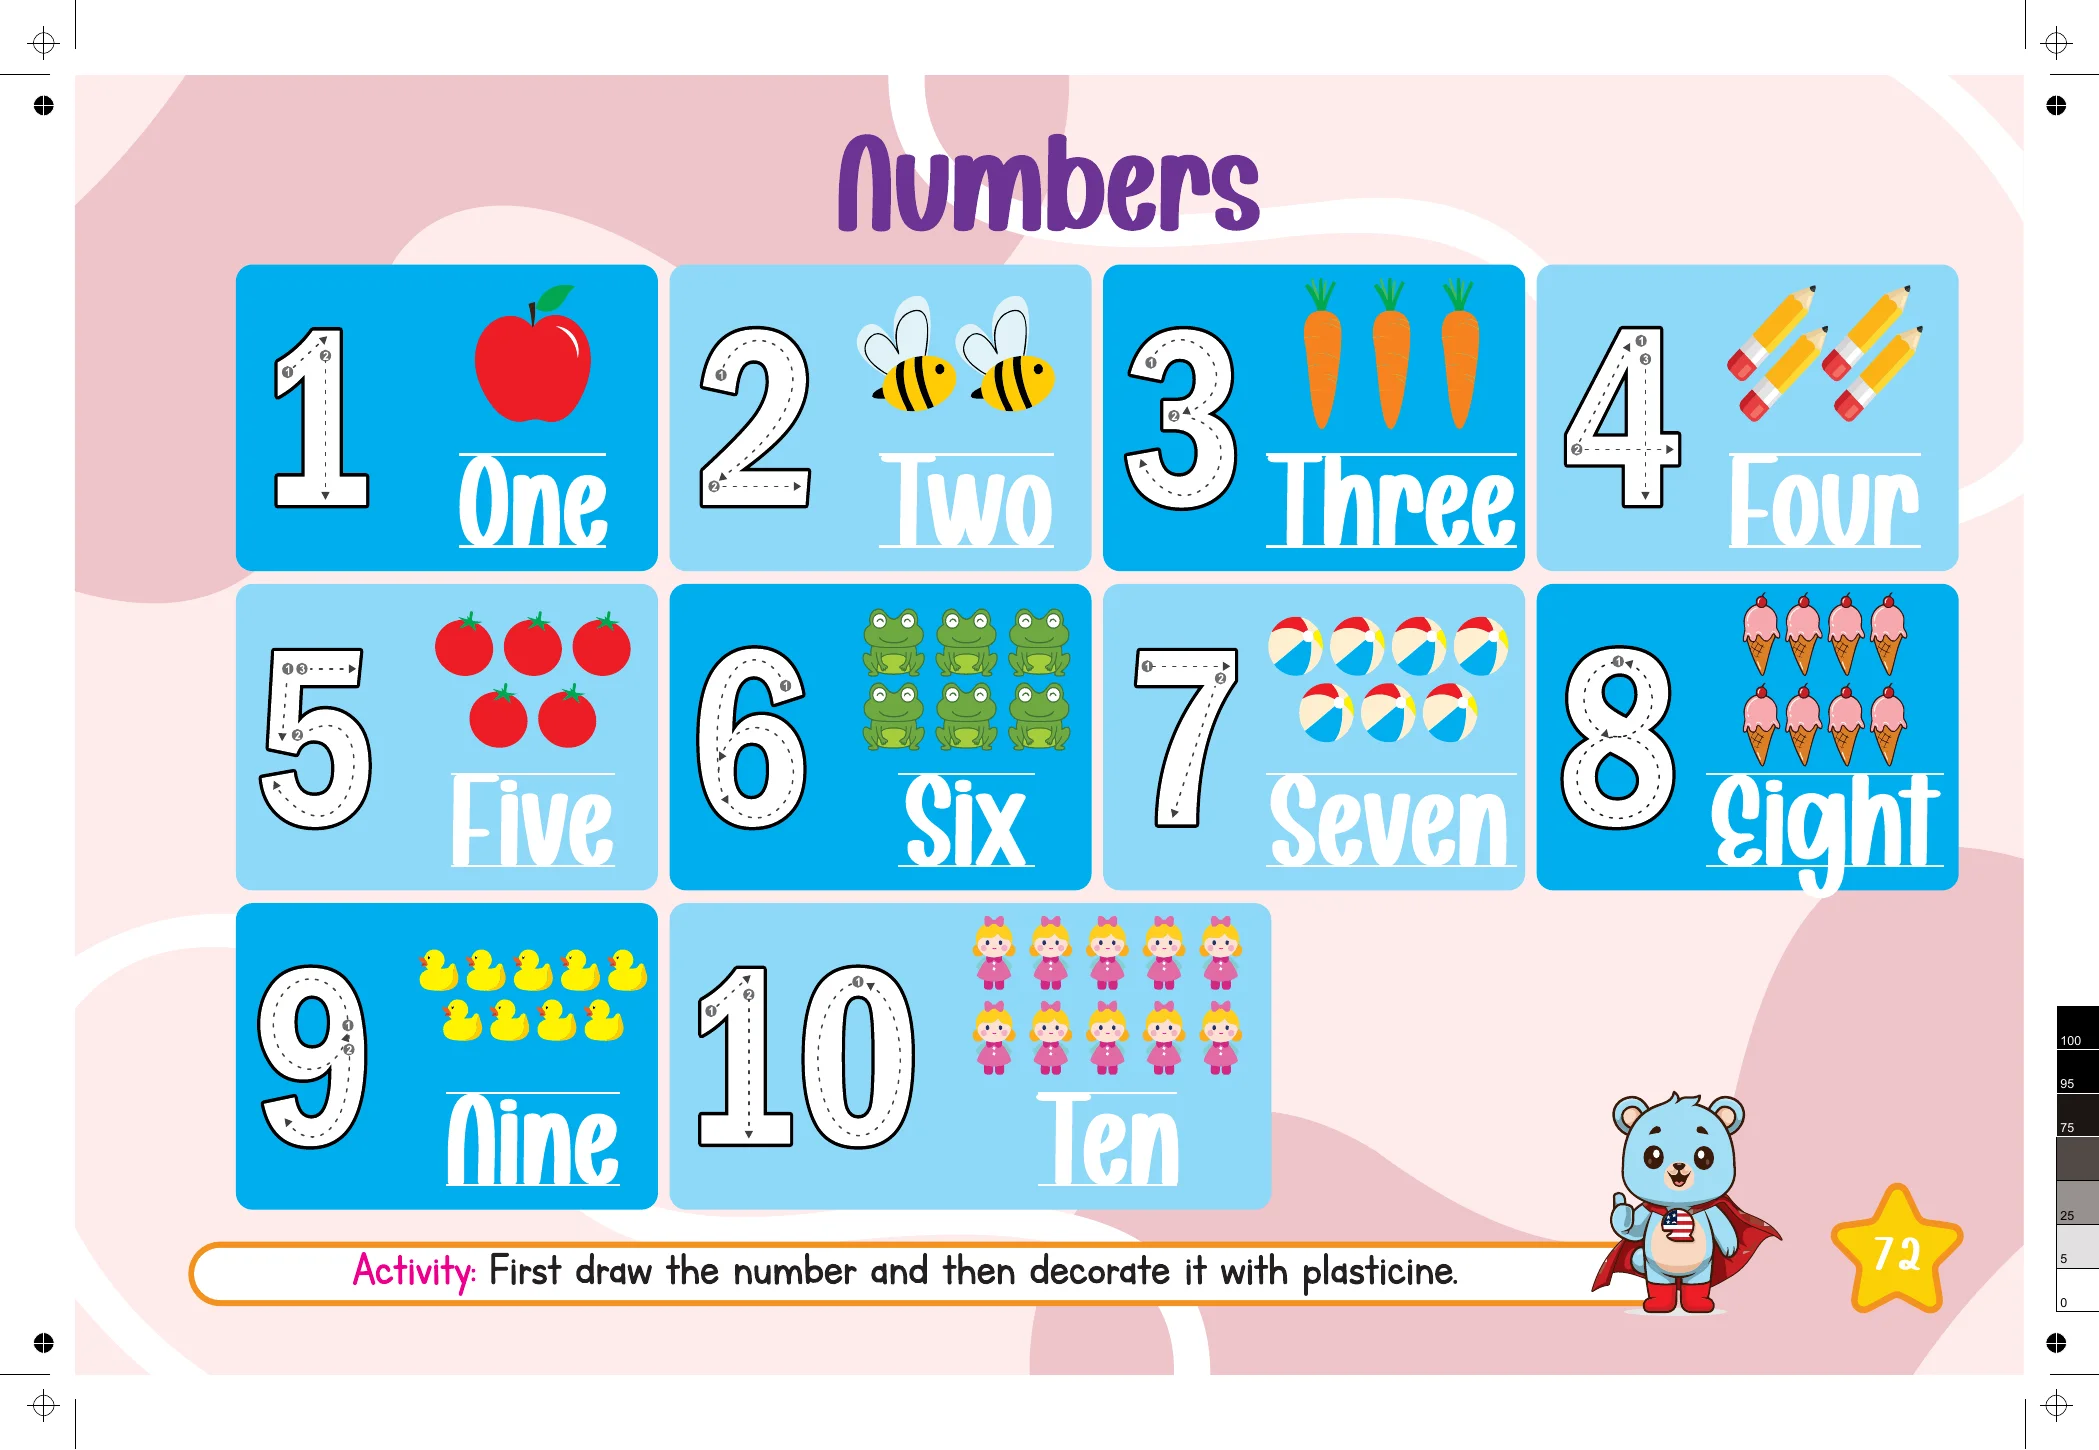 Numbers
1
One
2
Two
3
Three
4
Four
5
Five
6
Six
7
Seven
8
Eight
9
Nine
10
Ten
Activity: First draw the number and then decorate it with plasticine.
72
100
95
75
25
5
0